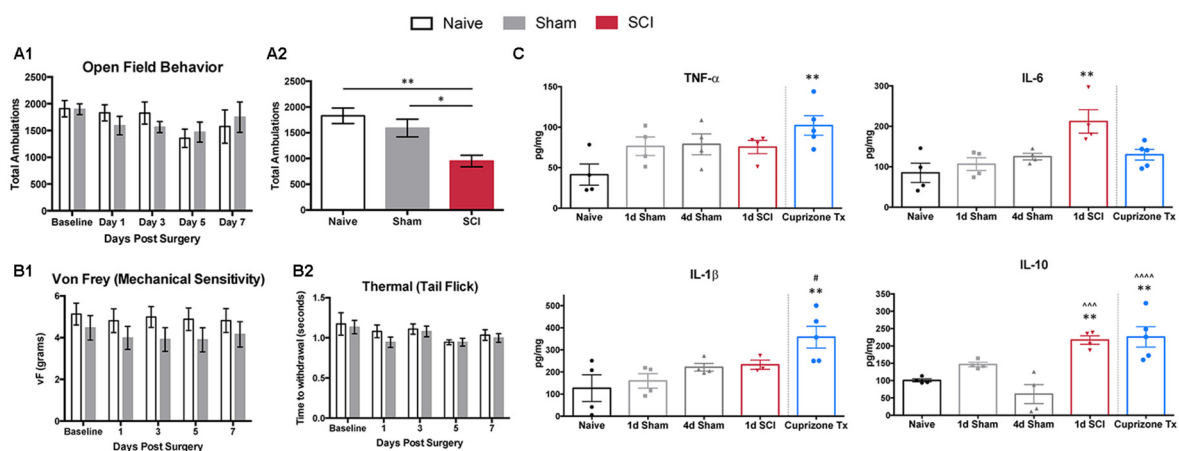 Naive Sham SCI
A1
Open Field Behavior
Total Ambulations
2500
2000
1500
1000
500
0
Baseline Day 1 Day 3 Day 5 Day 7
Days Post Surgery
A2
**
*
Total Ambulations
2500
2000
1500
1000
500
0
Naive Sham SCI
B1
Von Frey (Mechanical Sensitivity)
vF (grams)
6
4
2
0
Baseline 1 3 5 7
Days Post Surgery
B2
Thermal (Tail Flick)
Time to withdrawal (seconds)
1.5
1.0
0.5
0.0
Baseline 1 3 5 7
Days Post Surgery
C
TNF-α
**
pg/mg
200
150
100
50
0
Naive 1d Sham 4d Sham 1d SCI Cuprizone Tx
IL-6
**
pg/mg
300
200
100
0
Naive 1d Sham 4d Sham 1d SCI Cuprizone Tx
IL-1β
#
**
pg/mg
500
400
300
200
100
0
Naive 1d Sham 4d Sham 1d SCI Cuprizone Tx
IL-10
^^^
**
^^^^
**
pg/mg
350
300
250
200
150
100
50
0
Naive 1d Sham 4d Sham 1d SCI Cuprizone Tx